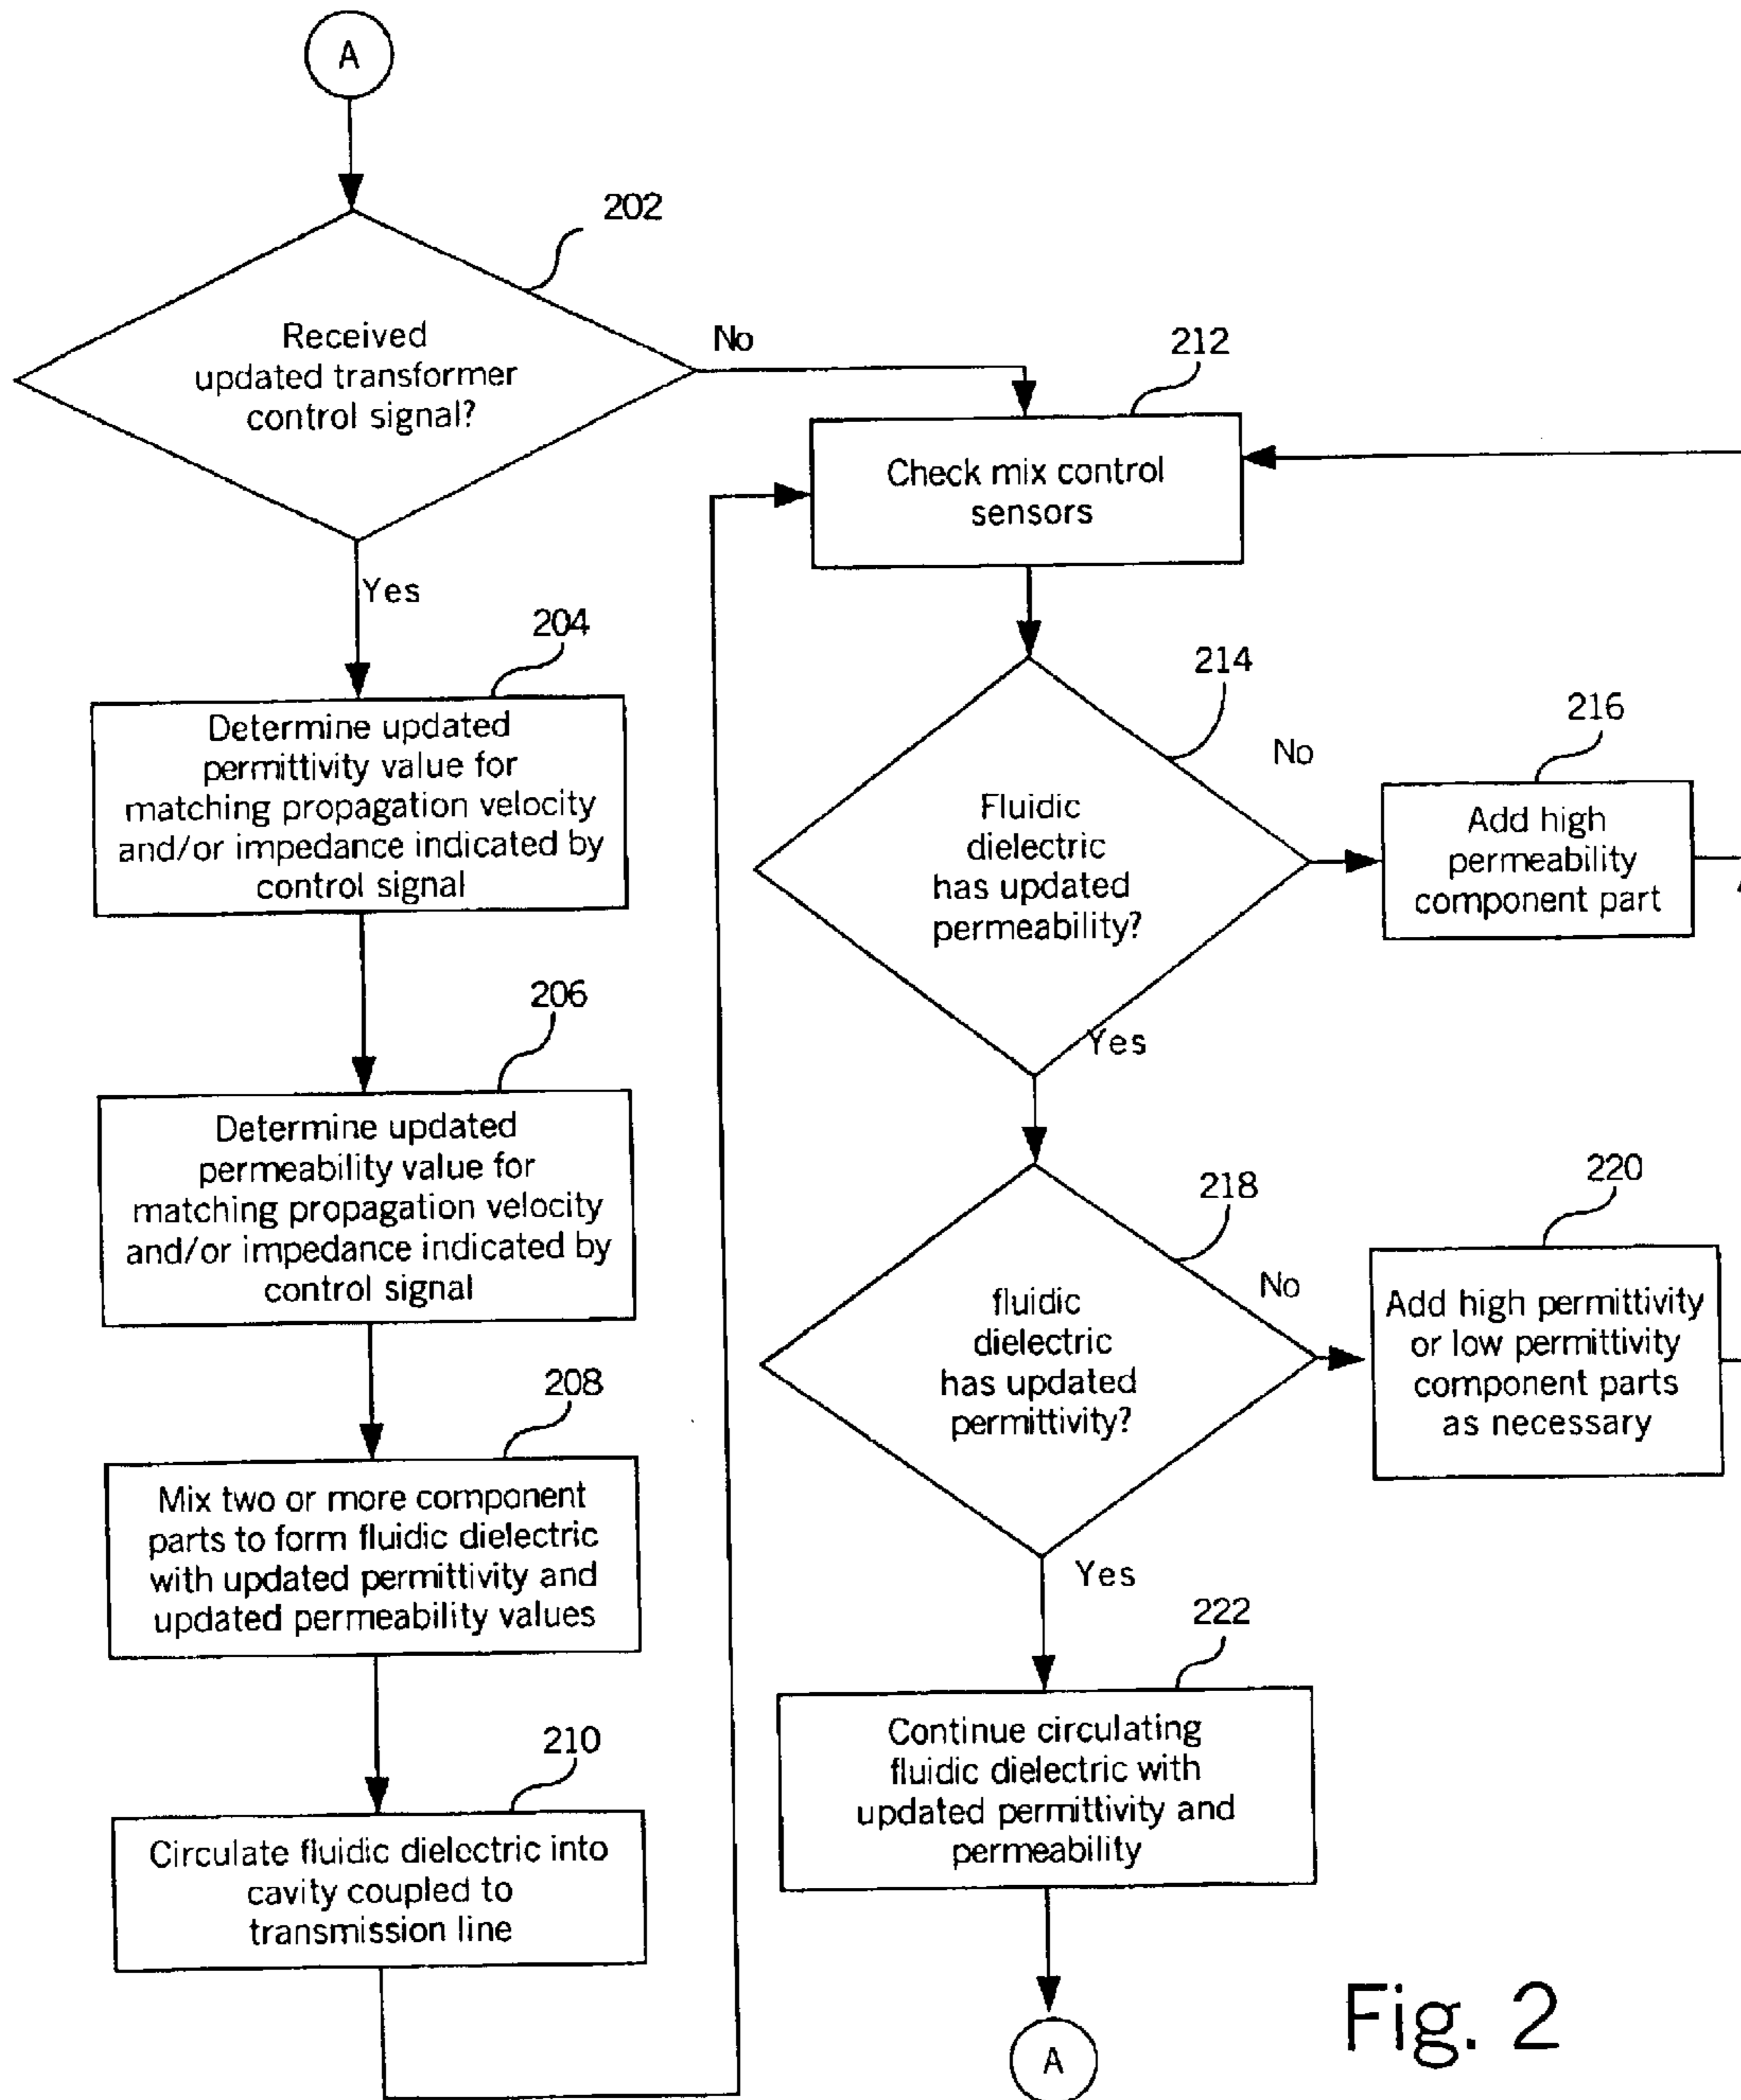 A
202
Received
updated transformer
control signal?
No
Yes
204
Determine updated
permittivity value for
matching propagation velocity
and/or impedance indicated by
control signal
206
Determine updated
permeability value for
matching propagation velocity
and/or impedance indicated by
control signal
208
Mix two or more component
parts to form fluidic dielectric
with updated permittivity and
updated permeability values
210
Circulate fluidic dielectric into
cavity coupled to
transmission line
212
Check mix control
sensors
214
Fluidic
dielectric
has updated
permeability?
No
216
Add high
permeability
component part
Yes
218
fluidic
dielectric
has updated
permittivity?
No
220
Add high permittivity
or low permittivity
component parts
as necessary
Yes
222
Continue circulating
fluidic dielectric with
updated permittivity and
permeability
A
Fig. 2